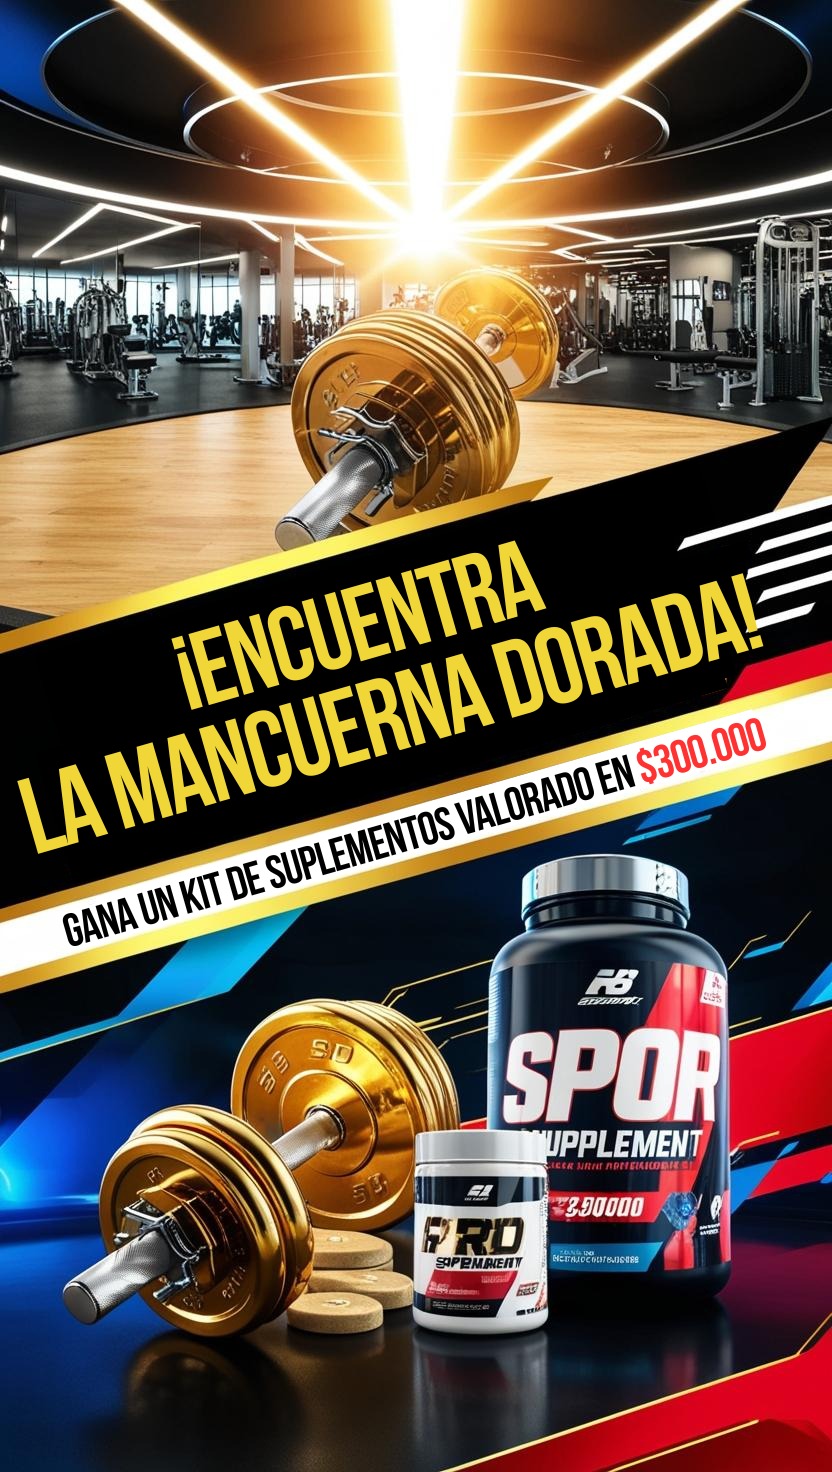 ¡ENCUENTRA
LA MANCUERNA DORADA!
GANA UN KIT DE SUPLEMENTOS VALORADO EN $300.000
SPOR
SUPPLEMENT
PRO